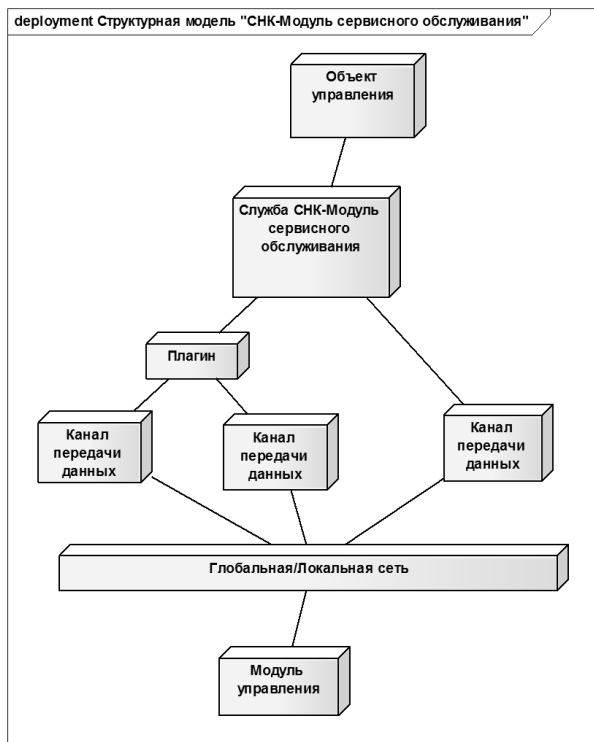 deployment Структурная модель "СНК-Модуль сервисного обслуживания"
Объект
управления
Служба СНК-Модуль
сервисного
обслуживания
Плагин
Канал
передачи
данных
Канал
передачи
данных
Канал
передачи
данных
Глобальная/Локальная сеть
Модуль
управления